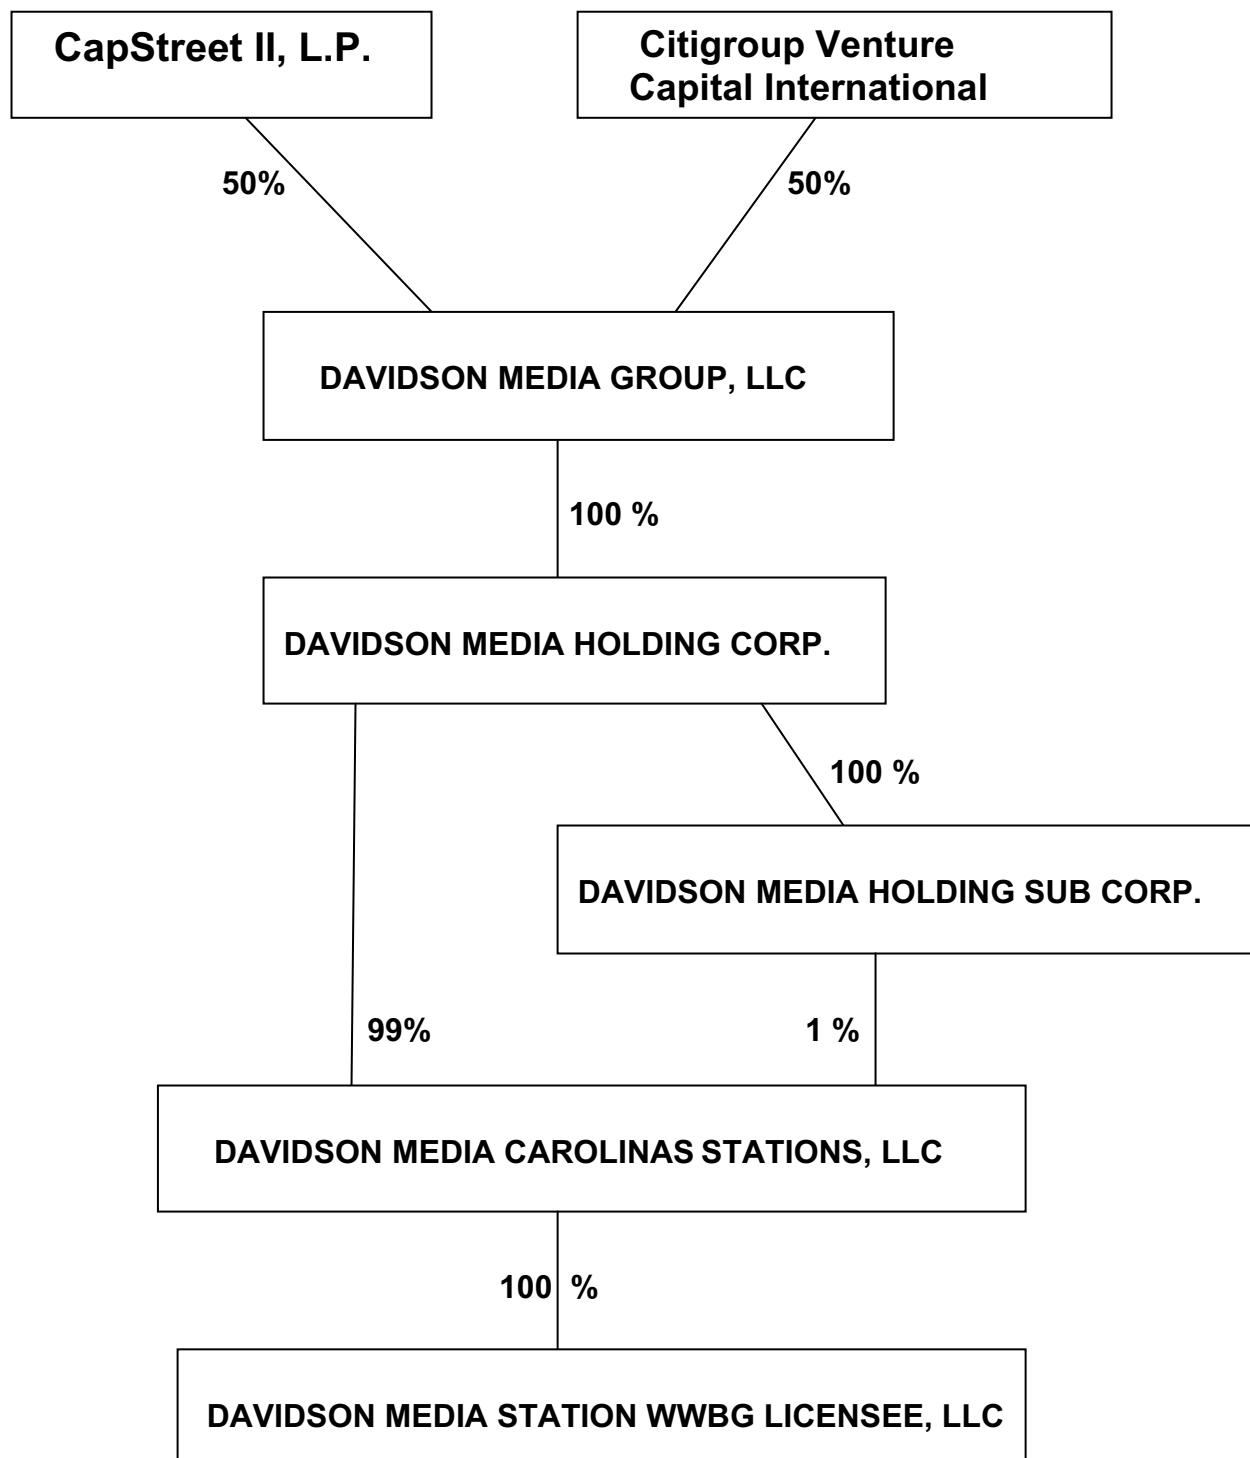 CapStreet II, L.P.
Citigroup Venture
Capital International
50%
50%
DAVIDSON MEDIA GROUP, LLC
100 %
DAVIDSON MEDIA HOLDING CORP.
100 %
DAVIDSON MEDIA HOLDING SUB CORP.
99%
1 %
DAVIDSON MEDIA CAROLINAS STATIONS, LLC
100 %
DAVIDSON MEDIA STATION WWBG LICENSEE, LLC